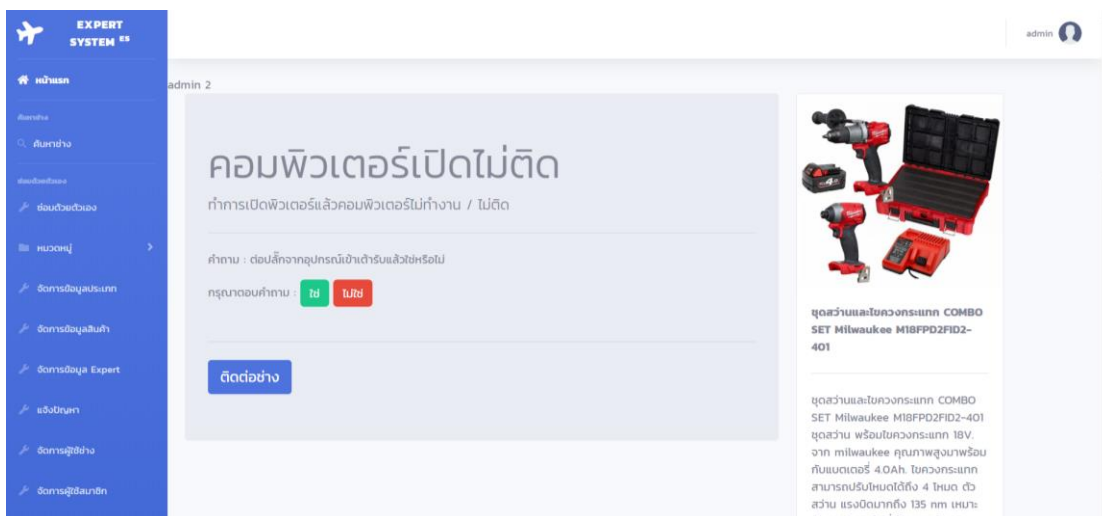 EXPERT
SYSTEM ES
admin
หน้าแรก
ค้นหาช่าง
ค้นหาช่าง
ซ่อมด้วยตัวเอง
ซ่อมด้วยตัวเอง
หมวดหมู่
จัดการข้อมูลประเภท
จัดการข้อมูลสินค้า
จัดการข้อมูล Expert
แจ้งปัญหา
จัดการผู้ใช้ช่าง
จัดการผู้ใช้สมาชิก
admin 2
คอมพิวเตอร์เปิดไม่ติด
ทำการเปิดพิวเตอร์แล้วคอมพิวเตอร์ไม่ทำงาน / ไม่ติด
คำถาม : ต่อปลั๊กจากอุปกรณ์เข้าเต้ารับแล้วใช่หรือไม่
กรุณาตอบคำถาม : ใช่ ไม่ใช่
ติดต่อช่าง
ชุดสว่านและไขควงกระแทก COMBO
SET Milwaukee M18FPD2FID2-
401
ชุดสว่านและไขควงกระแทก COMBO
SET Milwaukee M18FPD2FID2-401
ชุดสว่าน พร้อมไขควงกระแทก 18V.
จาก milwaukee คุณภาพสูงมาพร้อม
กับแบตเตอรี่ 4.0Ah. ไขควงกระแทก
สามารถปรับโหมดได้ถึง 4 โหมด ตัว
สว่าน แรงบิดมากถึง 135 nm เหมาะ